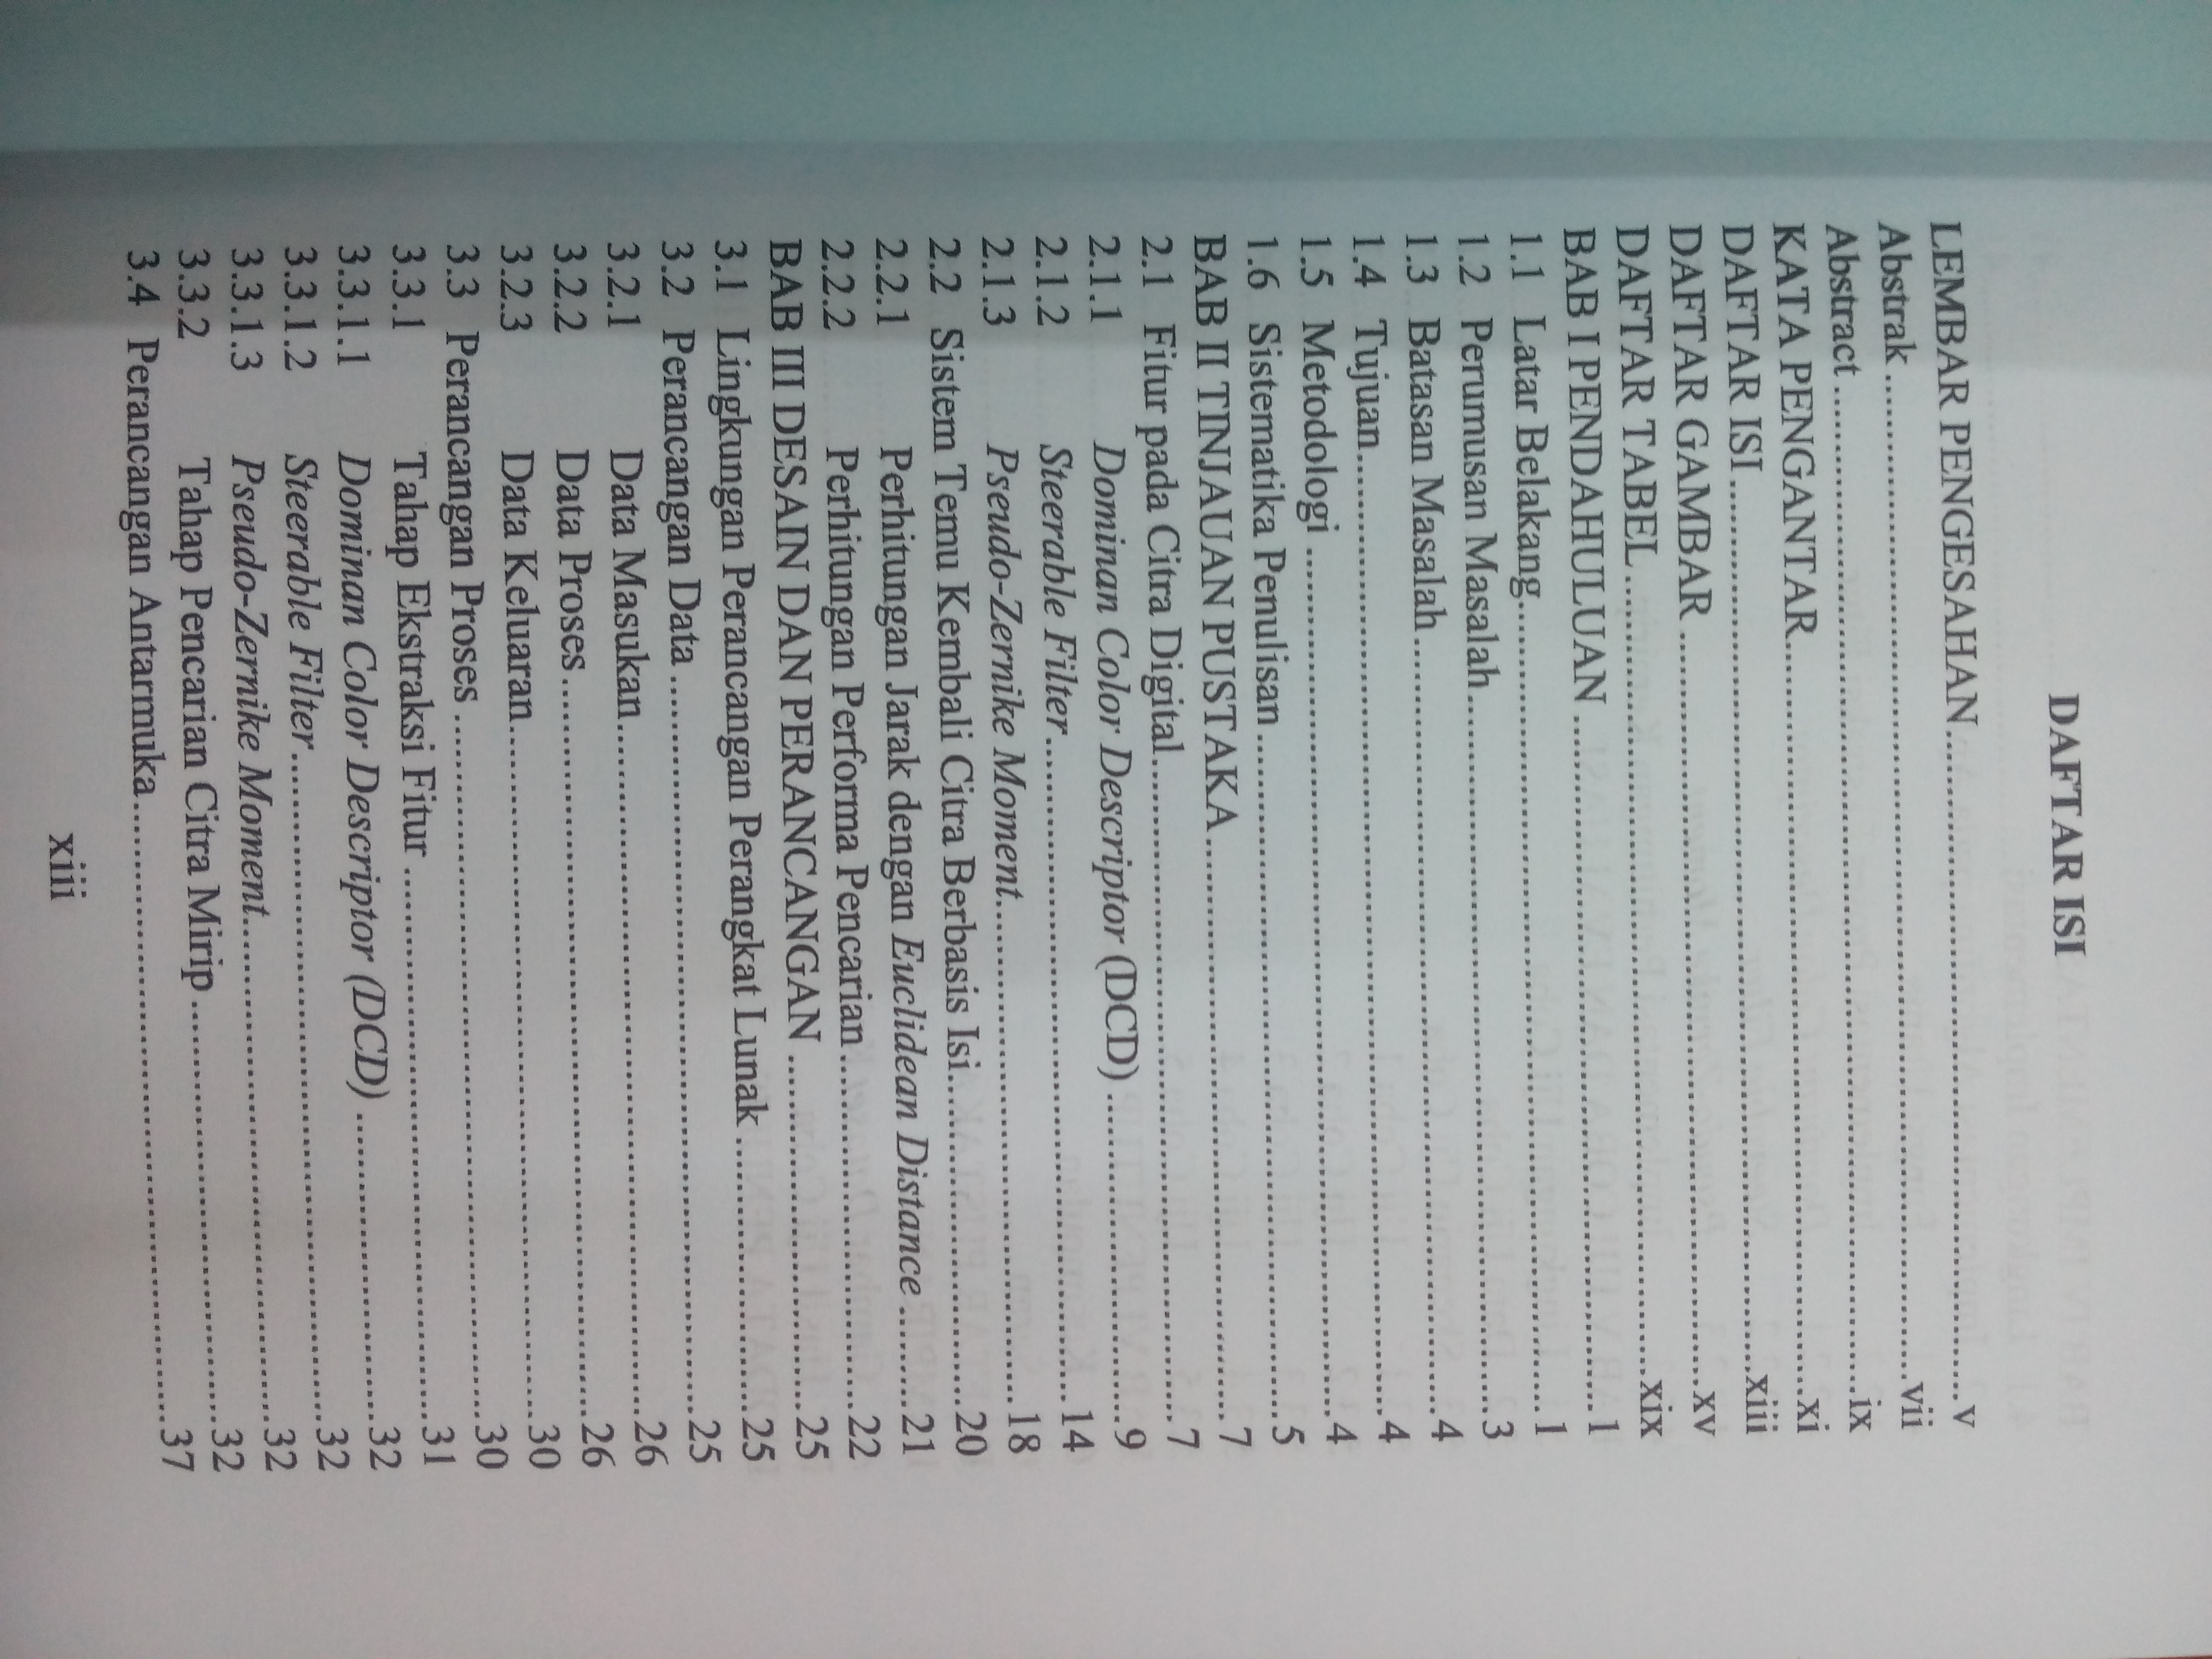 DAFTAR ISI
LEMBAR PENGESAHAN..........v
Abstrak..........vii
Abstract..........ix
KATA PENGANTAR..........xi
DAFTAR ISI..........xiii
DAFTAR GAMBAR..........xv
DAFTAR TABEL..........xix
BAB I PENDAHULUAN..........1
1.1 Latar Belakang..........1
1.2 Perumusan Masalah..........3
1.3 Batasan Masalah..........4
1.4 Tujuan..........4
1.5 Metodologi..........4
1.6 Sistematika Penulisan..........5
BAB II TINJAUAN PUSTAKA..........7
2.1 Fitur pada Citra Digital..........7
2.1.1 Dominan Color Descriptor (DCD)..........9
2.1.2 Steerable Filter..........14
2.1.3 Pseudo-Zernike Moment..........18
2.2 Sistem Temu Kembali Citra Berbasis Isi..........20
2.2.1 Perhitungan Jarak dengan Euclidean Distance..........21
2.2.2 Perhitungan Performa Pencarian..........22
BAB III DESAIN DAN PERANCANGAN..........25
3.1 Lingkungan Perancangan Perangkat Lunak..........25
3.2 Perancangan Data..........25
3.2.1 Data Masukan..........26
3.2.2 Data Proses..........26
3.2.3 Data Keluaran..........30
3.3 Perancangan Proses..........30
3.3.1 Tahap Ekstraksi Fitur..........31
3.3.1.1 Dominan Color Descriptor (DCD)..........32
3.3.1.2 Steerable Filter..........32
3.3.1.3 Pseudo-Zernike Moment..........32
3.3.2 Tahap Pencarian Citra Mirip..........32
3.4 Perancangan Antarmuka..........37
xiii